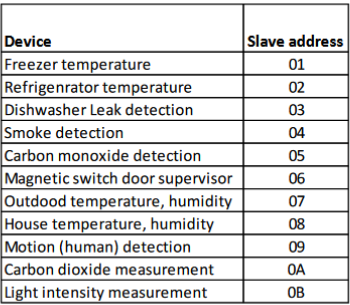 Device Slave address
Freezer temperature 01
Refrigenrator temperature 02
Dishwasher Leak detection 03
Smoke detection 04
Carbon monoxide detection 05
Magnetic switch door supervisor 06
Outdood temperature, humidity 07
House temperature, humidity 08
Motion (human) detection 09
Carbon dioxide measurement 0A
Light intensity measurement 0B